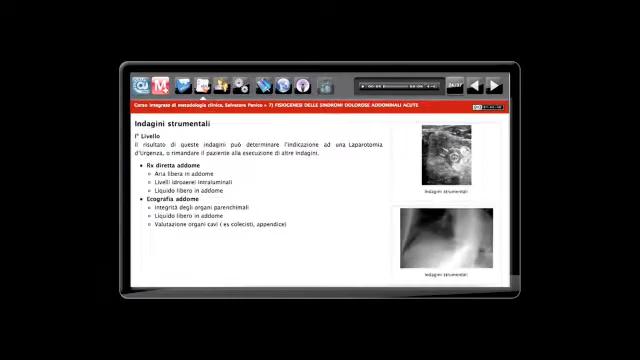 Corso integrato di metodologia clinica, Salvatore Panico » 7) FISIOGENESI DELLE SINDROMI DOLOROSE ADDOMINALI ACUTE
Indagini strumentali
I° Livello
Il risultato di queste indagini può determinare l'indicazione ad una Laparotomia
d'Urgenza, o rimandare il paziente alla esecuzione di altre indagini.
Rx diretta addome
Aria libera in addome
Livelli idroaerei intraluminali
Liquido libero in addome
Ecografia addome
Integrità degli organi parenchimali
Liquido libero in addome
Valutazione organi cavi ( es colecisti, appendice)
Indagini strumentali
Indagini strumentali